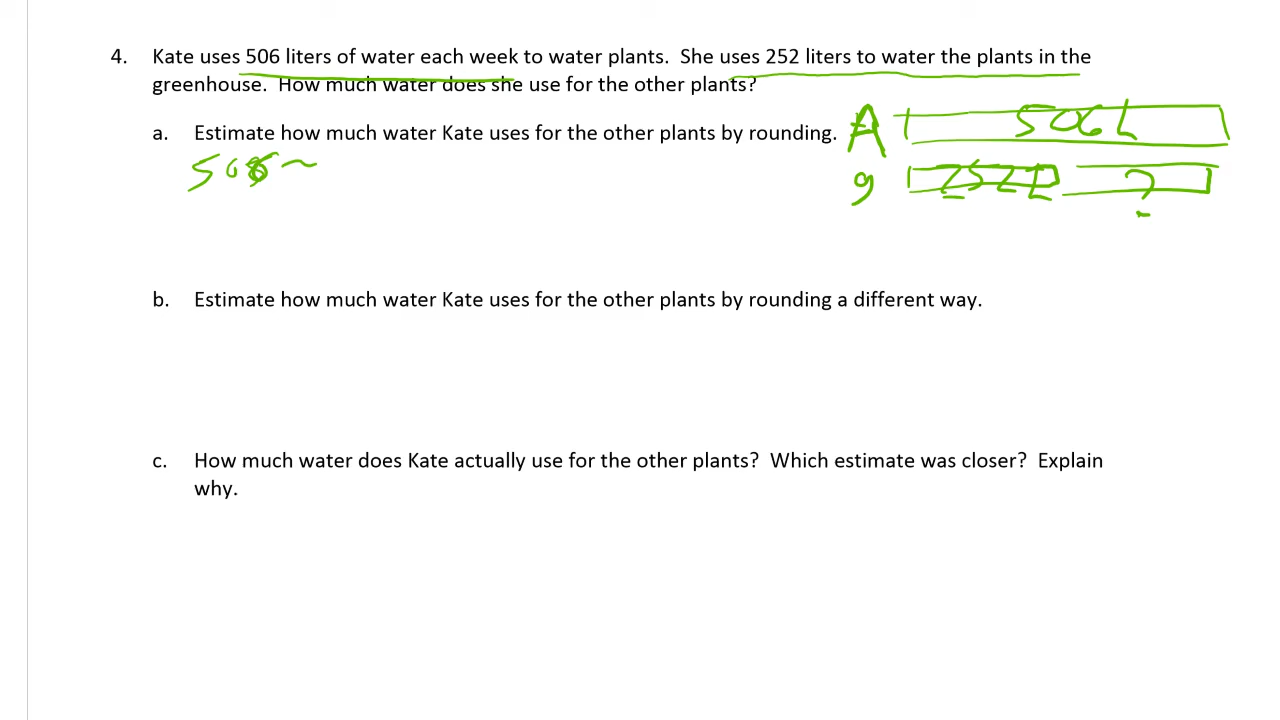 4. Kate uses 506 liters of water each week to water plants. She uses 252 liters to water the plants in the
greenhouse. How much water does she use for the other plants?
a. Estimate how much water Kate uses for the other plants by rounding.
A 506 L
506 ~
g 252 L ?
b. Estimate how much water Kate uses for the other plants by rounding a different way.
c. How much water does Kate actually use for the other plants? Which estimate was closer? Explain
why.